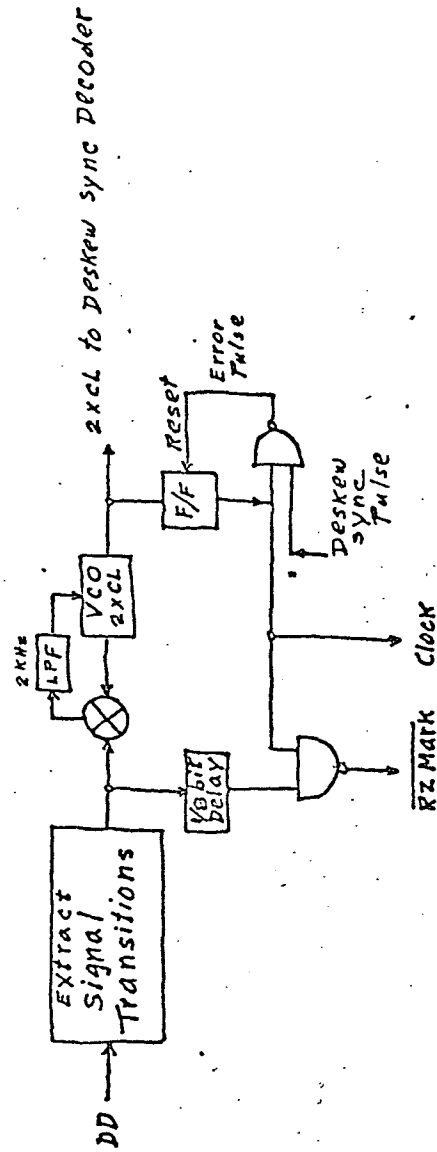 DD
Extract
Signal
Transitions
2KHz
LPF
VCO
2XCL
2XCL to Deskew Sync Decoder
1/8 bit
Delay
F/F
Reset
Error
Pulse
Deskew
sync
Pulse
RZ Mark
Clock